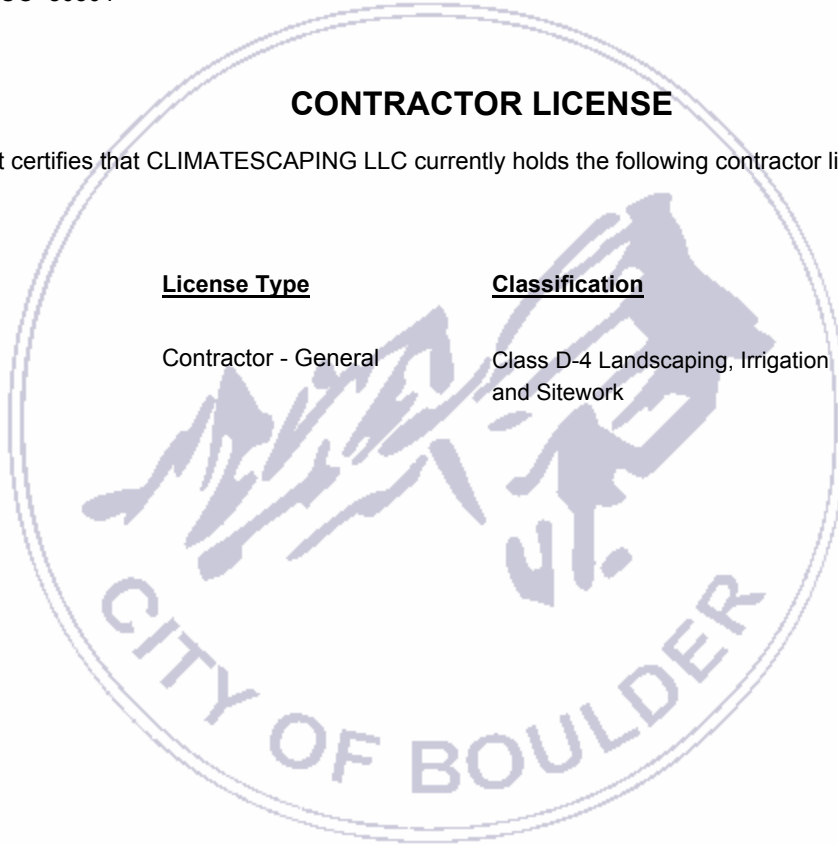 CONTRACTOR LICENSE
certifies that CLIMATESCAPING LLC currently holds the following contractor
License Type Classification
Contractor - General Class D-4 Landscaping, Irrigation
and Sitework
CITY OF BOULDER